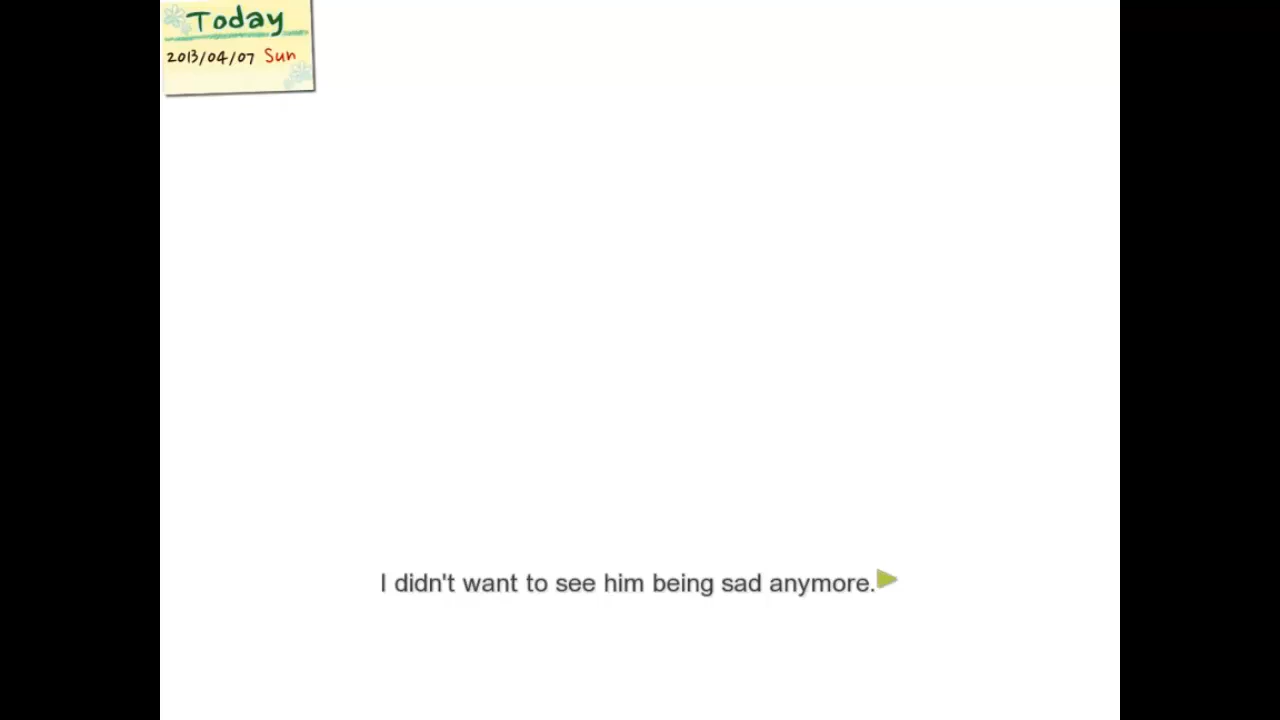 Today
2013/04/07 Sun
I didn't want to see him being sad anymore.